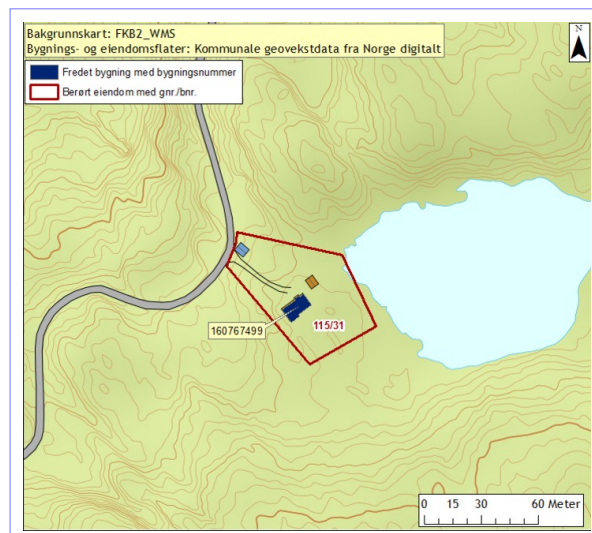 Bakgrunnskart: FKB2_WMS
Bygnings- og eiendomsflater: Kommunale geovekstdata fra Norge digitalt
N
Fredet bygning med bygningsnummer
Berørt eiendom med gnr./bnr.
160767499
115/31
0 15 30 60 Meter